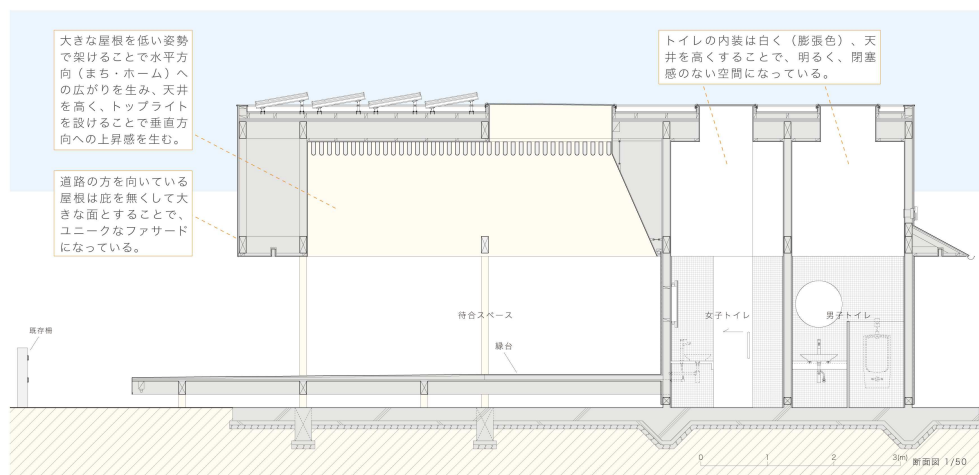 大きな屋根を低い姿勢
で架けることで水平方
向（まち・ホーム）へ
の広がりを生み、天井
を高く、トップライト
を設けることで垂直方
向への上昇感を生む。
トイレの内装は白く（膨張色）、天
井を高くすることで、明るく、閉塞
感のない空間になっている。
道路の方を向いている
屋根は庇を無くして大
きな面とすることで、
ユニークなファサード
になっている。
待合スペース
女子トイレ
男子トイレ
既存柵
縁台
0 1 2 3(m)
断面図 1/50